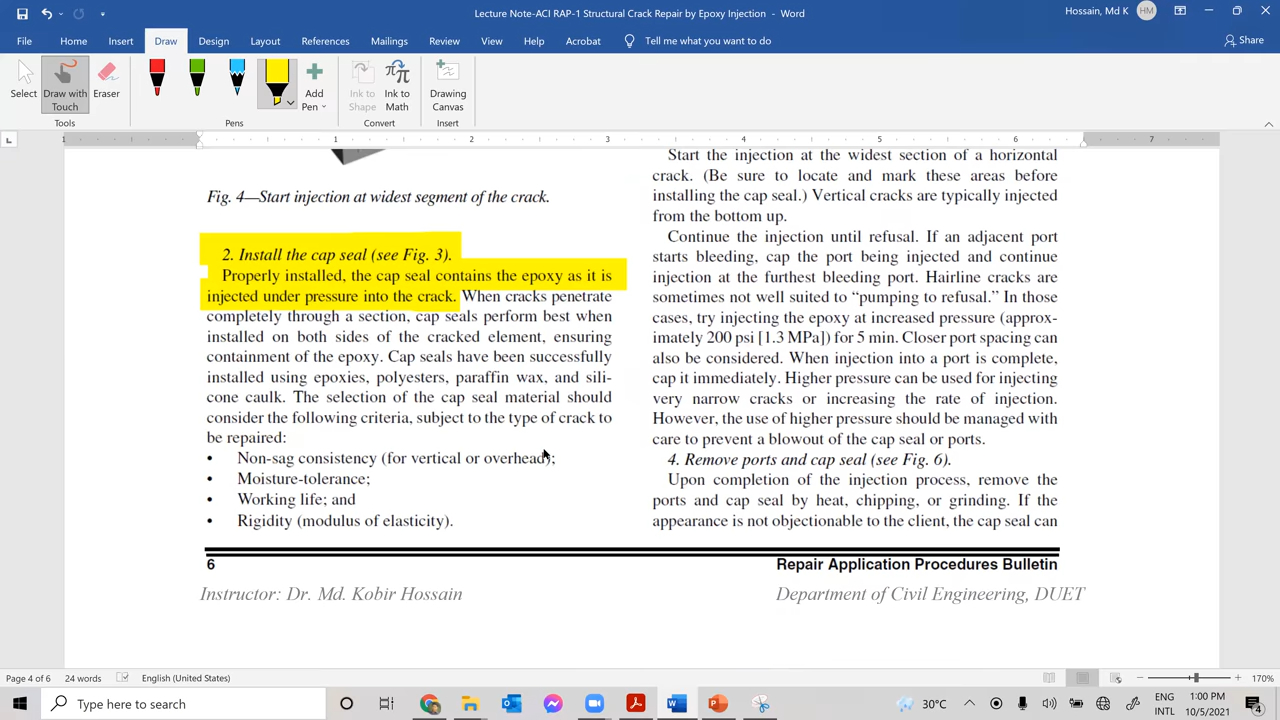 Lecture Note-ACI RAP-1 Structural Crack Repair by Epoxy Injection - Word
Hossain, Md K
HM
File Home Insert Draw Design Layout References Mailings Review View Help Acrobat Tell me what you want to do Share
Select
Draw with Touch
Eraser
Add Pen
Ink to Shape
Ink to Math
Drawing Canvas
Tools Pens Convert Insert
1 1 2 3 4 5 6 7
Fig. 4—Start injection at widest segment of the crack.
2. Install the cap seal (see Fig. 3).
Properly installed, the cap seal contains the epoxy as it is
injected under pressure into the crack. When cracks penetrate
completely through a section, cap seals perform best when
installed on both sides of the cracked element, ensuring
containment of the epoxy. Cap seals have been successfully
installed using epoxies, polyesters, paraffin wax, and sili-
cone caulk. The selection of the cap seal material should
consider the following criteria, subject to the type of crack to
be repaired:
• Non-sag consistency (for vertical or overhead);
• Moisture-tolerance;
• Working life; and
• Rigidity (modulus of elasticity).
Start the injection at the widest section of a horizontal
crack. (Be sure to locate and mark these areas before
installing the cap seal.) Vertical cracks are typically injected
from the bottom up.
Continue the injection until refusal. If an adjacent port
starts bleeding, cap the port being injected and continue
injection at the furthest bleeding port. Hairline cracks are
sometimes not well suited to “pumping to refusal.” In those
cases, try injecting the epoxy at increased pressure (approx-
imately 200 psi [1.3 MPa]) for 5 min. Closer port spacing can
also be considered. When injection into a port is complete,
cap it immediately. Higher pressure can be used for injecting
very narrow cracks or increasing the rate of injection.
However, the use of higher pressure should be managed with
care to prevent a blowout of the cap seal or ports.
4. Remove ports and cap seal (see Fig. 6).
Upon completion of the injection process, remove the
ports and cap seal by heat, chipping, or grinding. If the
appearance is not objectionable to the client, the cap seal can
6 Repair Application Procedures Bulletin
Instructor: Dr. Md. Kobir Hossain Department of Civil Engineering, DUET
Page 4 of 6 24 words English (United States) 170%
Type here to search
30°C
ENG
INTL
1:00 PM
10/5/2021
4